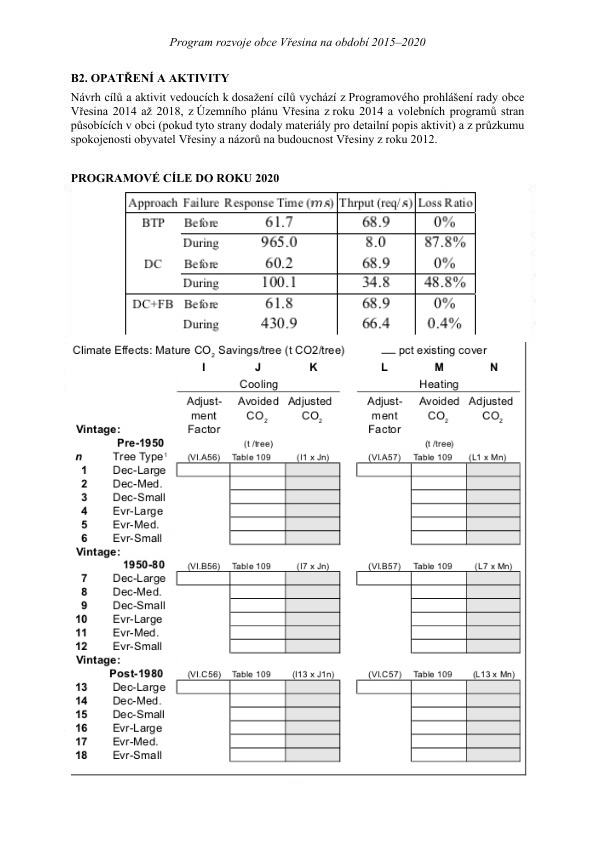 Program rozvoje obce Vřesina na období 2015–2020
B2. OPATŘENÍ A AKTIVITY
Návrh cílů a aktivit vedoucích k dosažení cílů vychází z Programového prohlášení rady obce
Vřesina 2014 až 2018, z Územního plánu Vřesina z roku 2014 a volebních programů stran
působících v obci (pokud tyto strany dodaly materiály pro detailní popis aktivit) a z průzkumu
spokojenosti obyvatel Vřesiny a názorů na budoucnost Vřesiny z roku 2012.
PROGRAMOVÉ CÍLE DO ROKU 2020
Approach Failure Response Time (ms) Thrput (req/s) Loss Ratio
BTP Before 61.7 68.9 0%
During 965.0 8.0 87.8%
DC Before 60.2 68.9 0%
During 100.1 34.8 48.8%
DC+FB Before 61.8 68.9 0%
During 430.9 66.4 0.4%
Climate Effects: Mature CO2 Savings/tree (t CO2/tree) __ pct existing cover
I J K L M N
Cooling Heating
Adjust- Avoided Adjusted Adjust- Avoided Adjusted
ment CO2 CO2 ment CO2 CO2
Vintage: Factor Factor
Pre-1950 (t /tree) (t /tree)
n Tree Type1 (VI.A56) Table 109 (I1 x Jn) (VI.A57) Table 109 (L1 x Mn)
1 Dec-Large
2 Dec-Med.
3 Dec-Small
4 Evr-Large
5 Evr-Med.
6 Evr-Small
Vintage:
1950-80 (VI.B56) Table 109 (I7 x Jn) (VI.B57) Table 109 (L7 x Mn)
7 Dec-Large
8 Dec-Med.
9 Dec-Small
10 Evr-Large
11 Evr-Med.
12 Evr-Small
Vintage:
Post-1980 (VI.C56) Table 109 (I13 x J1n) (VI.C57) Table 109 (L13 x Mn)
13 Dec-Large
14 Dec-Med.
15 Dec-Small
16 Evr-Large
17 Evr-Med.
18 Evr-Small